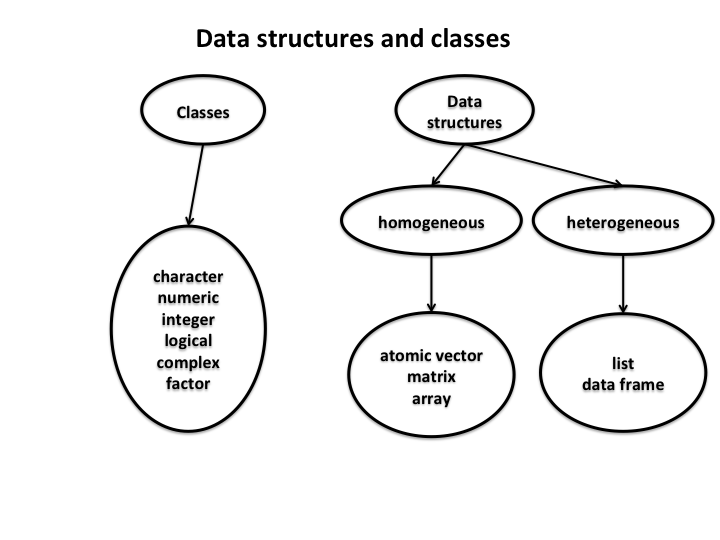 Data structures and classes
Classes
Data
structures
homogeneous
heterogeneous
character
numeric
integer
logical
complex
factor
atomic vector
matrix
array
list
data frame